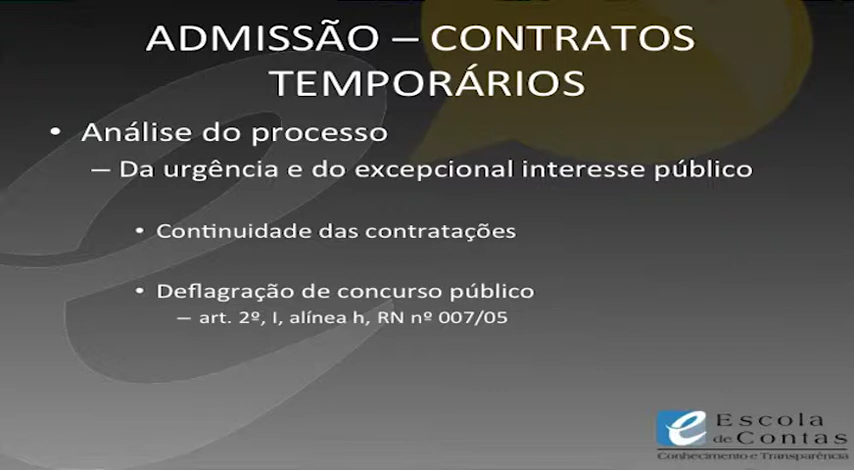 ADMISSÃO – CONTRATOS
TEMPORÁRIOS
• Análise do processo
– Da urgência e do excepcional interesse público
• Continuidade das contratações
• Deflagração de concurso público
– art. 2º, I, alínea h, RN nº 007/05
e Escola
de Contas
Conhecimento e Transparência